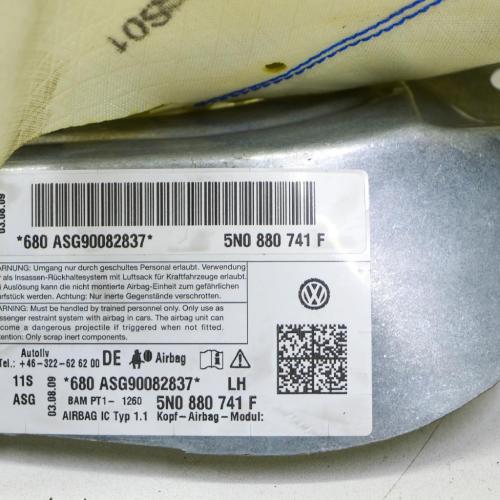 NS01
03.08.09
*680 ASG90082837* 5N0 880 741 F
WARNUNG: Umgang nur durch geschultes Personal erlaubt. Verwendung
als Insassen-Rückhaltesystem mit Luftsack für Kraftfahrzeuge erlaubt.
Auslösung kann die nicht montierte Airbag-Einheit zum gefährlichen
Achtung: Nur inerte Gegenstände verschrotten.
WARNING: Must be handled by trained personnel only. Only use as
passenger restraint system with airbag in cars. The airbag unit can
become a dangerous projectile if triggered when not fitted.
Attention: Only scrap inert components.
Autoliv
Tel.: +46-322-62 62 00 DE Airbag
11S 03.08.09 *680 ASG90082837* LH
ASG BAM PT1- 1260 5N0 880 741 F
AIRBAG IC Typ 1.1 Kopf-Airbag-Modul: